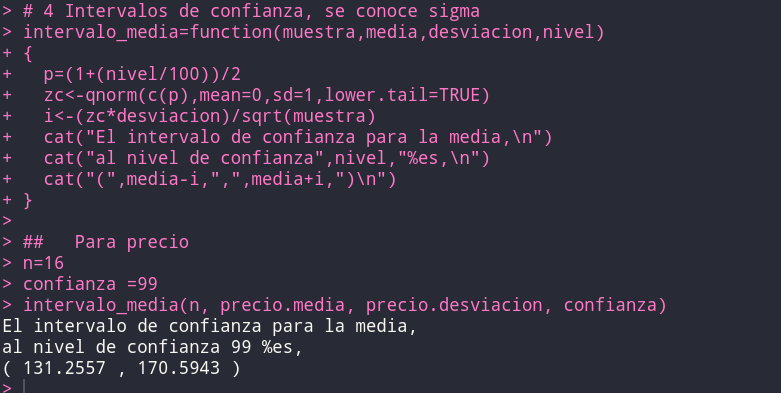 > # 4 Intervalos de confianza, se conoce sigma
> intervalo_media=function(muestra,media,desviacion,nivel)
+ {
+   p=(1+(nivel/100))/2
+   zc<-qnorm(c(p),mean=0,sd=1,lower.tail=TRUE)
+   i<-(zc*desviacion)/sqrt(muestra)
+   cat("El intervalo de confianza para la media,\n")
+   cat("al nivel de confianza",nivel,"%es,\n")
+   cat("(",media-i,",",media+i,")\n")
+ }
>
> ##   Para precio
> n=16
> confianza =99
> intervalo_media(n, precio.media, precio.desviacion, confianza)
El intervalo de confianza para la media,
al nivel de confianza 99 %es,
( 131.2557 , 170.5943 )
>